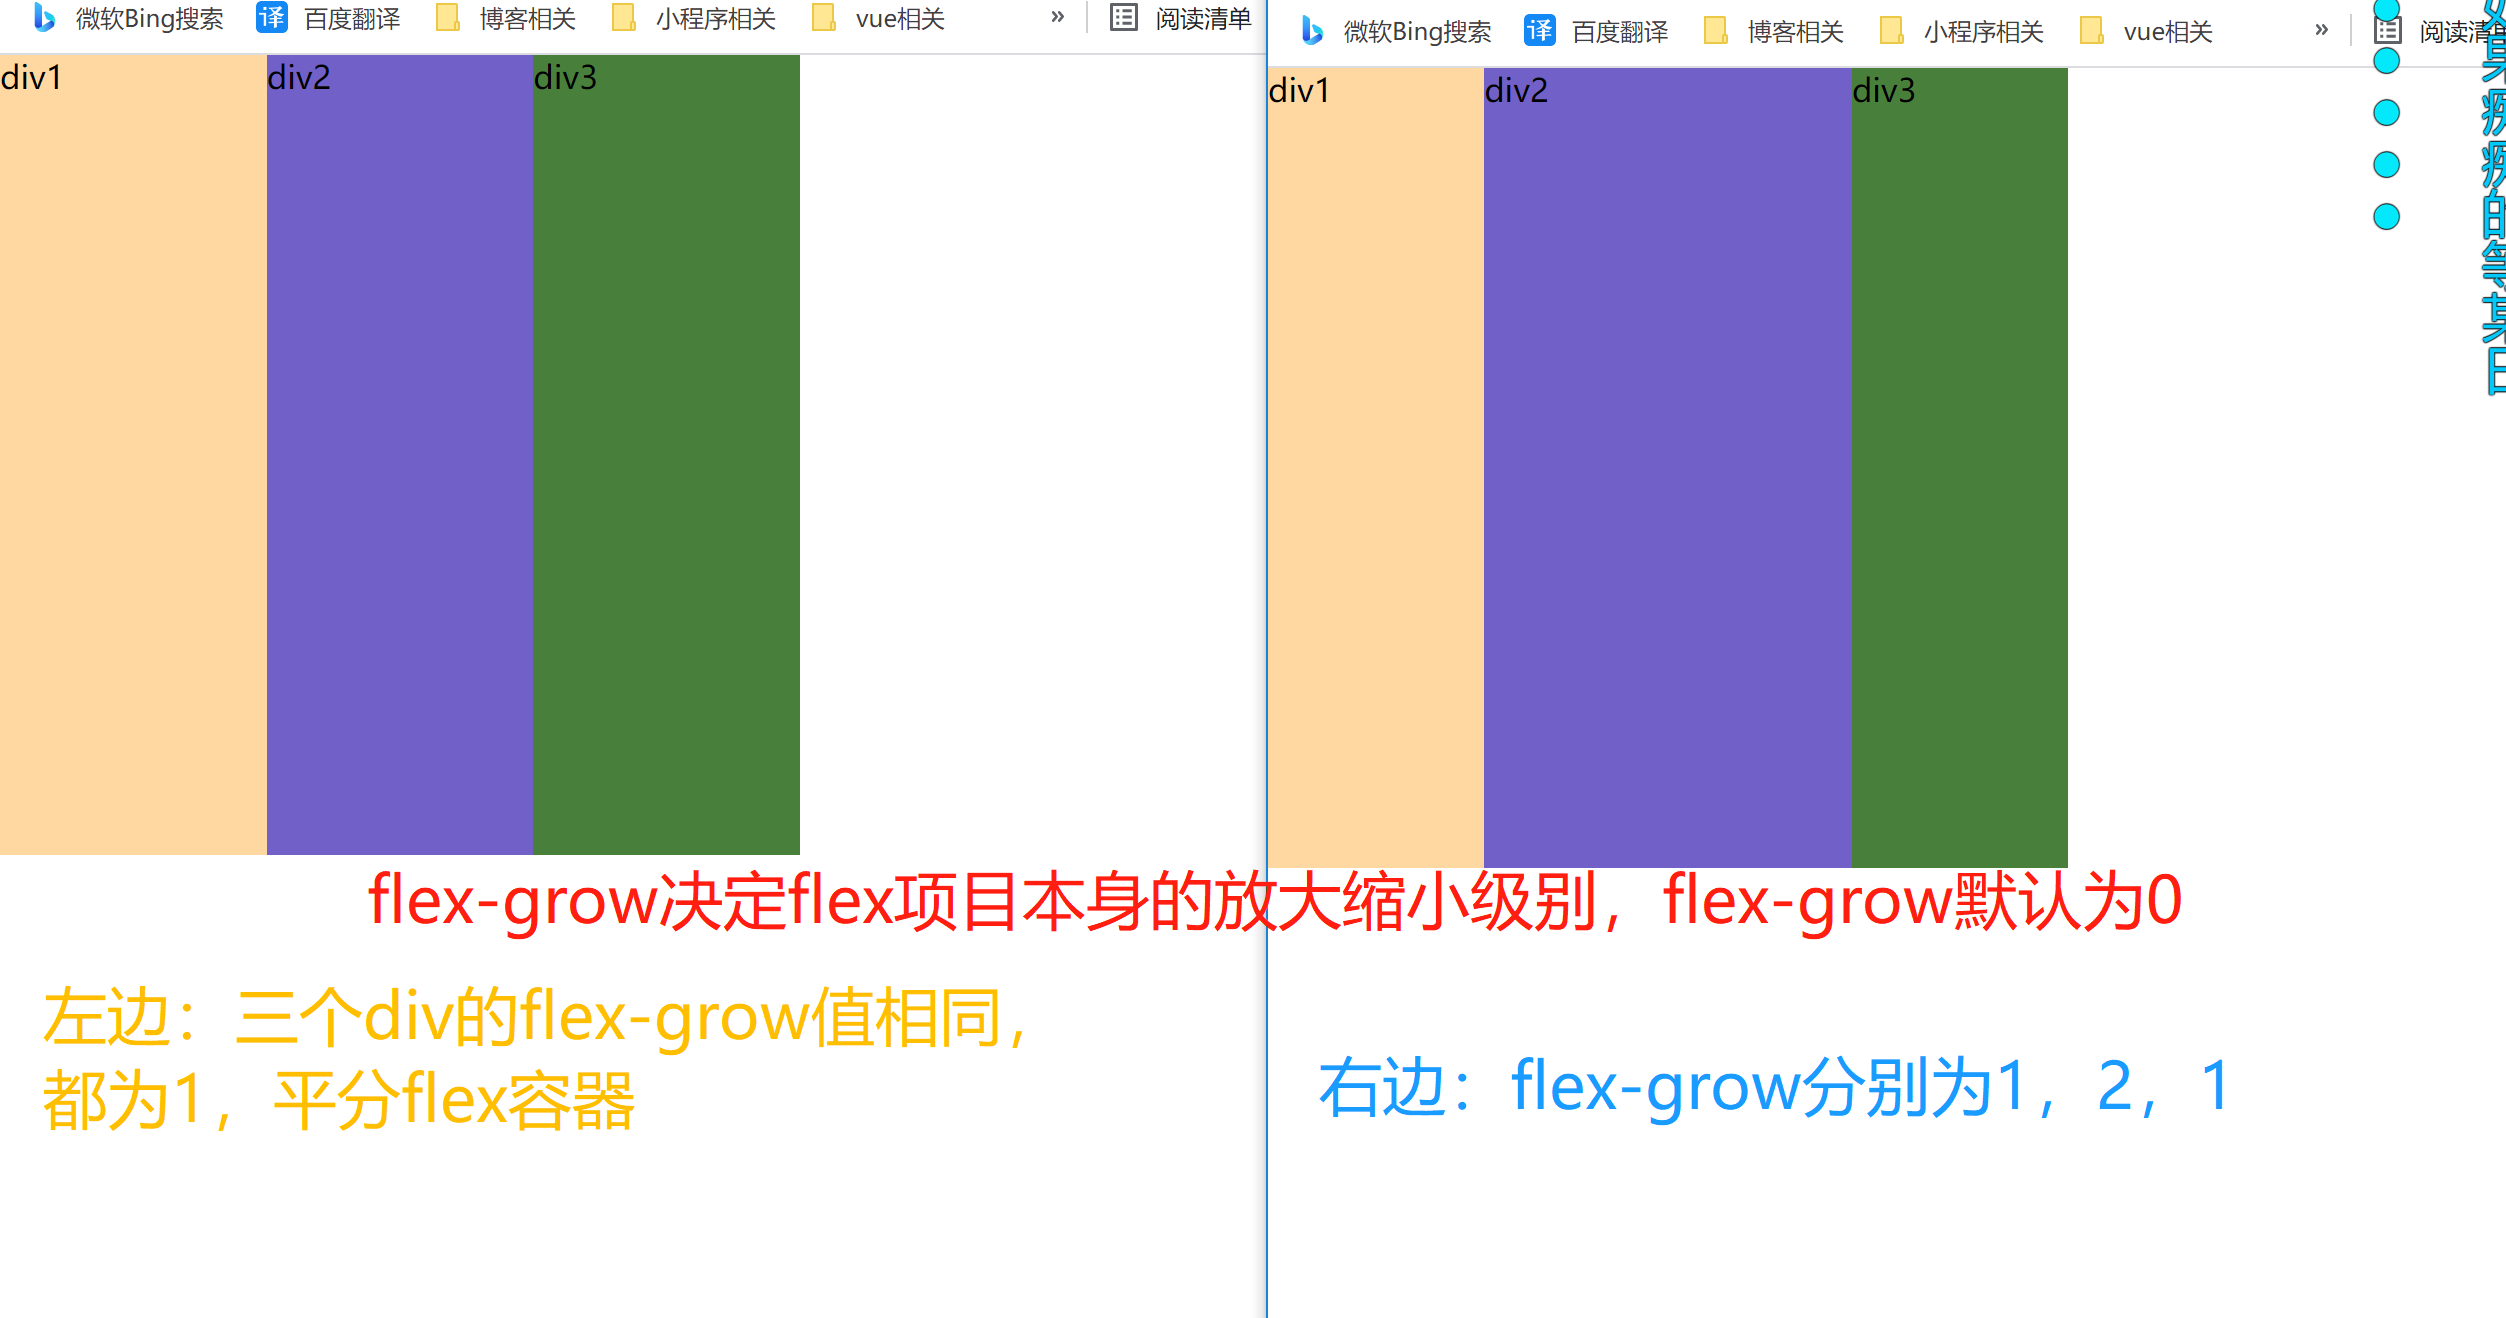 微软Bing搜索 百度翻译 博客相关 小程序相关 vue相关 » 阅读清单
div1 div2 div3
微软Bing搜索 百度翻译 博客相关 小程序相关 vue相关 » 阅读清
div1 div2 div3
flex-grow决定flex项目本身的放大缩小级别，flex-grow默认为0
左边：三个div的flex-grow值相同，
都为1，平分flex容器
右边：flex-grow分别为1，2，1